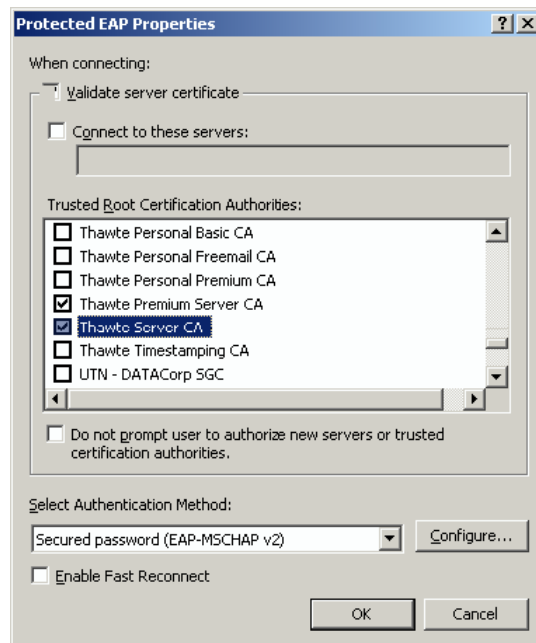 Protected EAP Properties
When connecting:
Validate server certificate
Connect to these servers:
Trusted Root Certification Authorities:
Thawte Personal Basic CA
Thawte Personal Freemail CA
Thawte Personal Premium CA
Thawte Premium Server CA
Thawte Server CA
Thawte Timestamping CA
UTN - DATACorp SGC
Do not prompt user to authorize new servers or trusted
certification authorities.
Select Authentication Method:
Secured password (EAP-MSCHAP v2)
Configure...
Enable Fast Reconnect
OK
Cancel